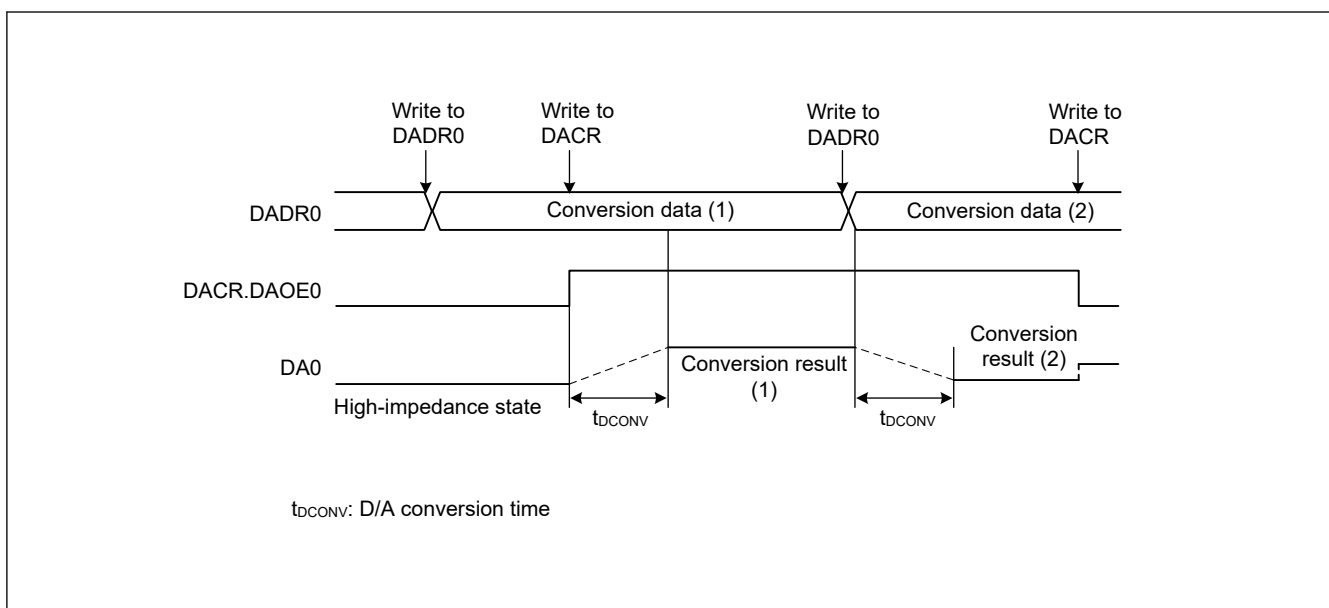 Write to
DADR0
Write to
DACR
Write to
DADR0
Write to
DACR
DADR0
Conversion data (1)
Conversion data (2)
DACR.DAOE0
DA0
Conversion result
(1)
Conversion
result (2)
High-impedance state
tDCONV
tDCONV
tDCONV: D/A conversion time